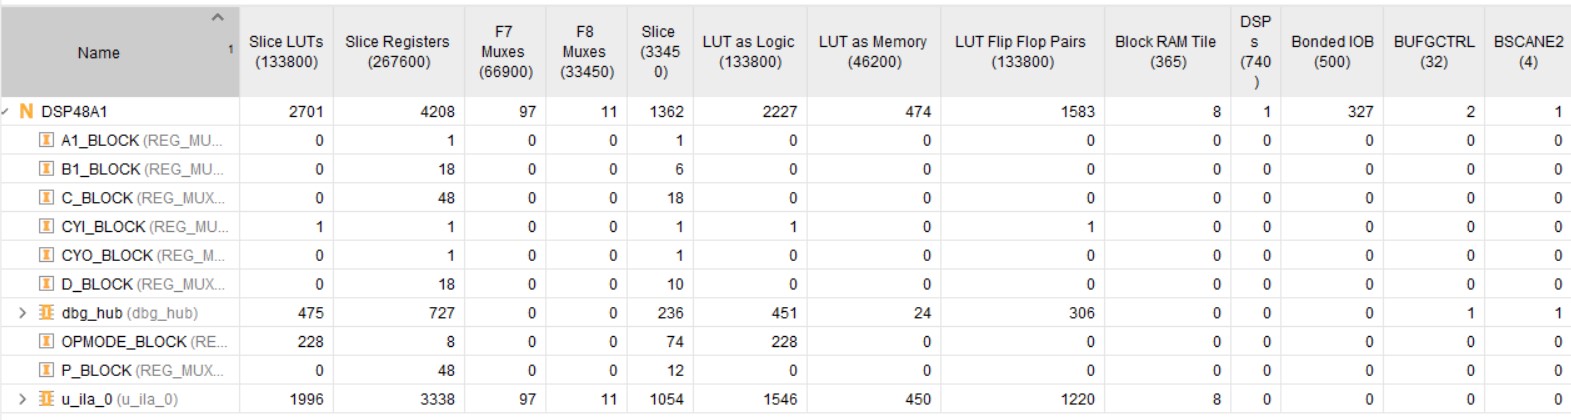 Name 1 Slice LUTs (133800) Slice Registers (267600) F7 Muxes (66900) F8 Muxes (33450) Slice (33450) LUT as Logic (133800) LUT as Memory (46200) LUT Flip Flop Pairs (133800) Block RAM Tile (365) DSPs (740) Bonded IOB (500) BUFGCTRL (32) BSCANE2 (4)
N DSP48A1 2701 4208 97 11 1362 2227 474 1583 8 1 327 2 1
I A1_BLOCK (REG_MU... 0 1 0 0 1 0 0 0 0 0 0 0 0
I B1_BLOCK (REG_MU... 0 18 0 0 6 0 0 0 0 0 0 0 0
I C_BLOCK (REG_MUX... 0 48 0 0 18 0 0 0 0 0 0 0 0
I CYI_BLOCK (REG_MU... 1 1 0 0 1 1 0 1 0 0 0 0 0
I CYO_BLOCK (REG_M... 0 1 0 0 1 0 0 0 0 0 0 0 0
I D_BLOCK (REG_MUX... 0 18 0 0 10 0 0 0 0 0 0 0 0
dbg_hub (dbg_hub) 475 727 0 0 236 451 24 306 0 0 0 1 1
I OPMODE_BLOCK (RE... 228 8 0 0 74 228 0 0 0 0 0 0 0
I P_BLOCK (REG_MUX... 0 48 0 0 12 0 0 0 0 0 0 0 0
u_ila_0 (u_ila_0) 1996 3338 97 11 1054 1546 450 1220 8 0 0 0 0